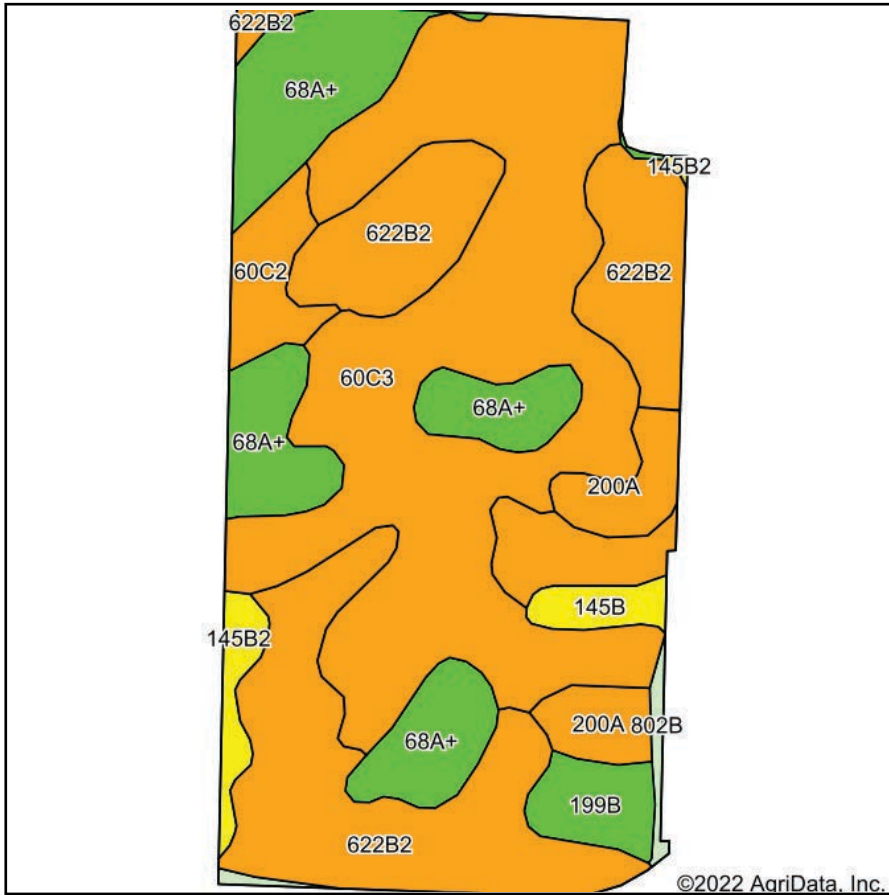 622B2
68A+
145B2
622B2
60C2
622B2
60C3
68A+
68A+
200A
145B
145B2
200A 802B
68A+
199B
622B2
©2022 AgriData, Inc.